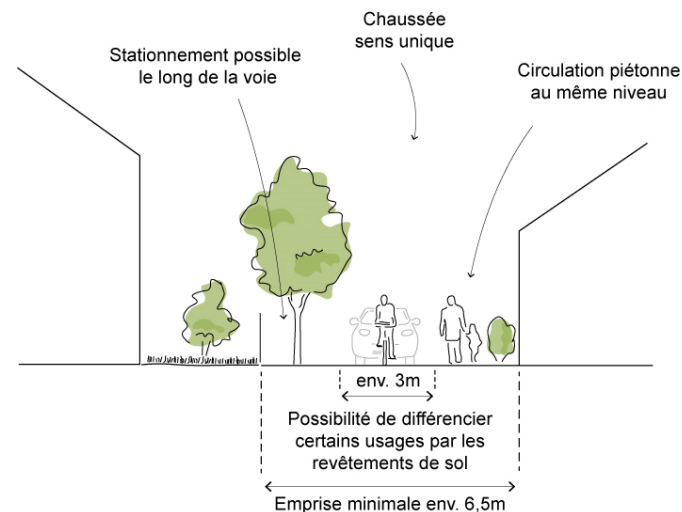 Chaussée
sens unique
Stationnement possible
le long de la voie
Circulation piétonne
au même niveau
env. 3m
Possibilité de différencier
certains usages par les
revêtements de sol
Emprise minimale env. 6,5m